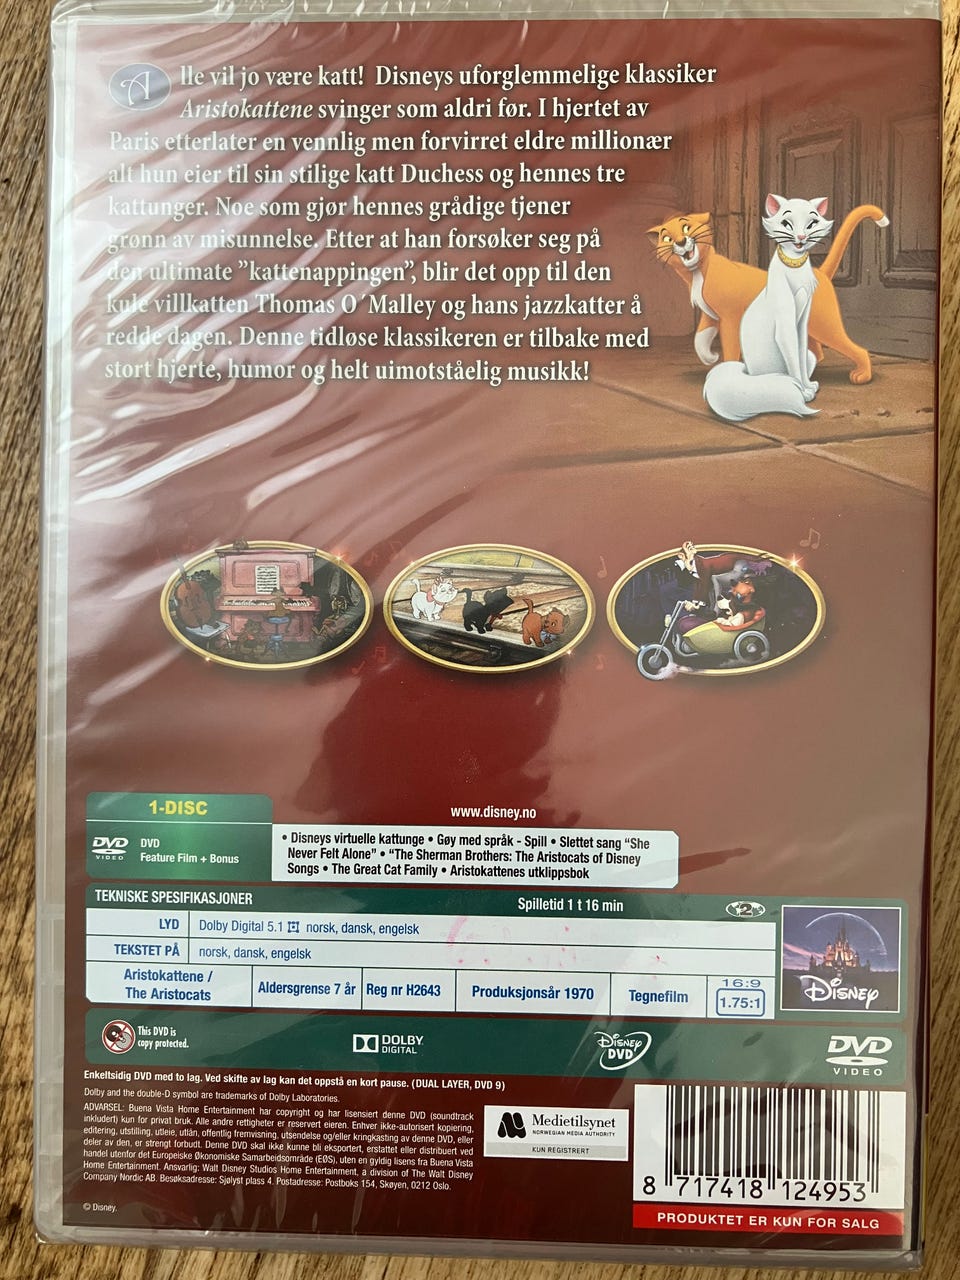 Alle vil jo være katt! Disneys uforglemmelige klassiker
Aristokattene svinger som aldri før. I hjertet av
Paris etterlater en vennlig men forvirret eldre millionær
alt hun eier til sin stilige katt Duchess og hennes tre
kattunger. Noe som gjør hennes grådige tjener
grønn av misunnelse. Etter at han forsøker seg på
den ultimate ”kattenappingen”, blir det opp til den
kule villkatten Thomas O´Malley og hans jazzkatter å
redde dagen. Denne tidløse klassikeren er tilbake med
stort hjerte, humor og helt uimotståelig musikk!
1-DISC
www.disney.no
DVD VIDEO
DVD
Feature Film + Bonus
• Disneys virtuelle kattunge • Gøy med språk - Spill • Slettet sang “She
Never Felt Alone” • “The Sherman Brothers: The Aristocats of Disney
Songs • The Great Cat Family • Aristokattenes utklippsbok
TEKNISKE SPESIFIKASJONER
Spilletid 1 t 16 min
2
LYD
Dolby Digital 5.1 norsk, dansk, engelsk
TEKSTET PÅ
norsk, dansk, engelsk
Aristokattene /
The Aristocats
Aldersgrense 7 år
Reg nr H2643
Produksjonsår 1970
Tegnefilm
16:9
1.75:1
Disney
This DVD is
copy protected.
DOLBY
DIGITAL
Disney
DVD
DVD
VIDEO
Enkeltsidig DVD med to lag. Ved skifte av lag kan det oppstå en kort pause. (DUAL LAYER, DVD 9)
Dolby and the double-D symbol are trademarks of Dolby Laboratories.
ADVARSEL: Buena Vista Home Entertainment har copyright og har lisensiert denne DVD (soundtrack
inkludert) kun for privat bruk. Alle andre rettigheter er reservert eieren. Enhver ikke-autorisert kopiering,
editering, utstilling, utleie, utlån, offentlig fremvisning, utsendelse og/eller kringkasting av denne DVD, eller
deler av den, er strengt forbudt. Denne DVD skal ikke kunne bli eksportert, erstattet eller distribuert ved
handel utenfor det Europeiske Økonomiske Samarbeidsområde (EØS), uten en gyldig lisens fra Buena Vista
Home Entertainment. Ansvarlig: Walt Disney Studios Home Entertainment, a division of The Walt Disney
Company Nordic AB. Besøksadresse: Sjølyst plass 4. Postadresse: Postboks 154, Skøyen, 0212 Oslo.
© Disney.
Medietilsynet
NORWEGIAN MEDIA AUTHORITY
KUN REGISTRERT
8 717418 124953
PRODUKTET ER KUN FOR SALG